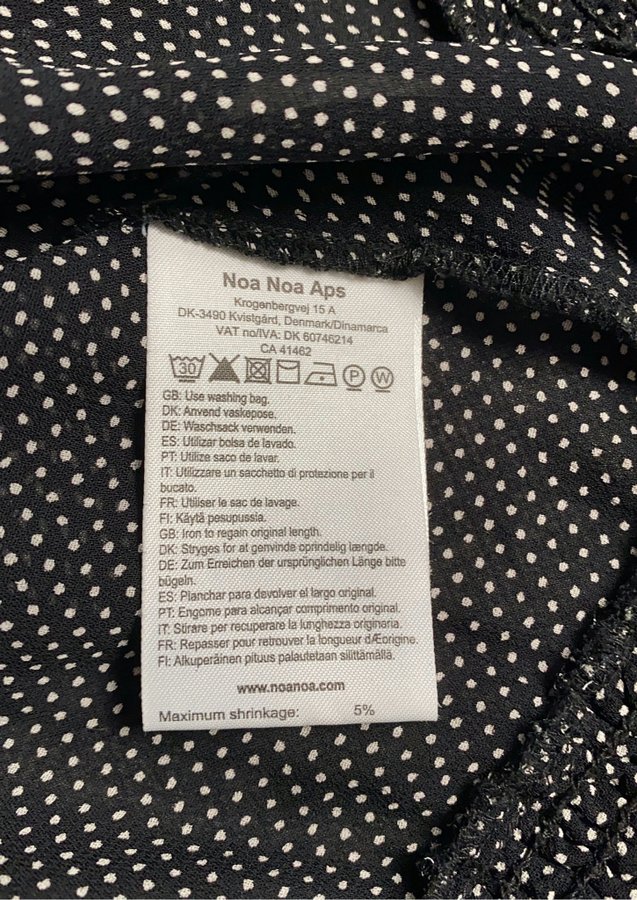 Noa Noa Aps
Krogenbergvej 15 A
DK-3490 Kvistgård, Denmark/Dinamarca
VAT no/IVA: DK 60746214
CA 41462
30 P W
GB: Use washing bag.
DK: Anvend vaskepose.
DE: Waschsack verwenden.
ES: Utilizar bolsa de lavado.
PT: Utilize saco de lavar.
IT: Utilizzare un sacchetto di protezione per il
bucato.
FR: Utiliser le sac de lavage.
FI: Käytä pesupussia.
GB: Iron to regain original length.
DK: Stryges for at genvinde oprindelig længde.
DE: Zum Erreichen der ursprünglichen Länge bitte
bügeln.
ES: Planchar para devolver el largo original.
PT: Engome para alcançar comprimento original.
IT: Stirare per recuperare la lunghezza originaria.
FR: Repasser pour retrouver la longueur dÆorigine.
FI: Alkuperäinen pituus palautetaan silittämällä.
www.noanoa.com
Maximum shrinkage: 5%